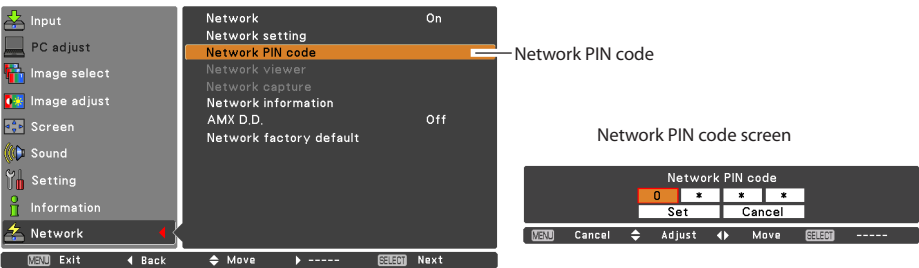 Input
PC adjust
Image select
Image adjust
Screen
Sound
Setting
Information
Network
Network On
Network setting
Network PIN code
Network viewer
Network capture
Network information
AMX D.D. Off
Network factory default
MENU Exit Back Move ----- SELECT Next
Network PIN code
Network PIN code screen
Network PIN code
0 * * *
Set Cancel
MENU Cancel Adjust Move SELECT -----